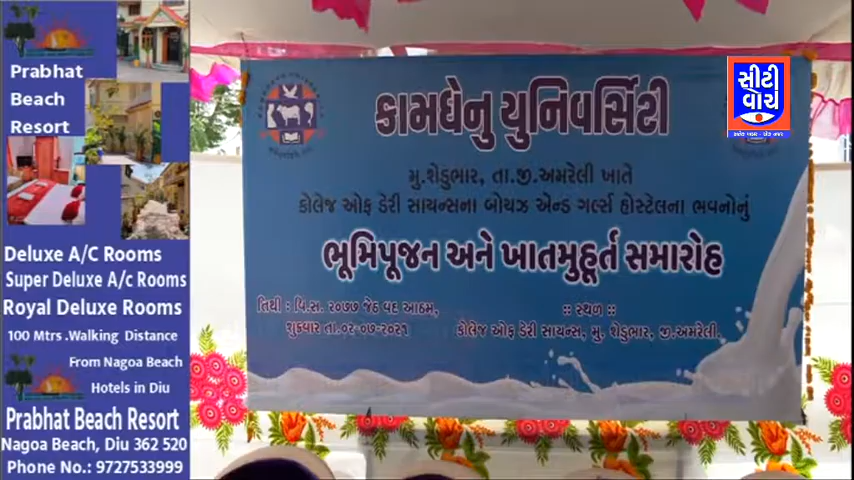 Prabhat
Beach
Resort
Deluxe A/C Rooms
Super Deluxe A/c Rooms
Royal Deluxe Rooms
100 Mtrs .Walking Distance
From Nagoa Beach
Hotels in Diu
Prabhat Beach Resort
Nagoa Beach, Diu 362 520
Phone No.: 9727533999
સીટી
વોચ
કામધેનુ યુનિવર્સિટી
મુ.શેડુભાર, તા.જી.અમરેલી ખાતે
કોલેજ ઓફ ડેરી સાયન્સના બોયઝ એન્ડ ગર્લ્સ હોસ્ટેલના ભવનોનું
ભૂમિપૂજન અને ખાતમુહૂર્ત સમારોહ
તિથી : વિ.સ. ૨૦૭૭ જેઠ વદ આઠમ,
શુક્રવાર તા.૦૨-૦૭-૨૦૨૧
:: સ્થળ ::
કોલેજ ઓફ ડેરી સાયન્સ, મુ. શેડુભાર, જી.અમરેલી.